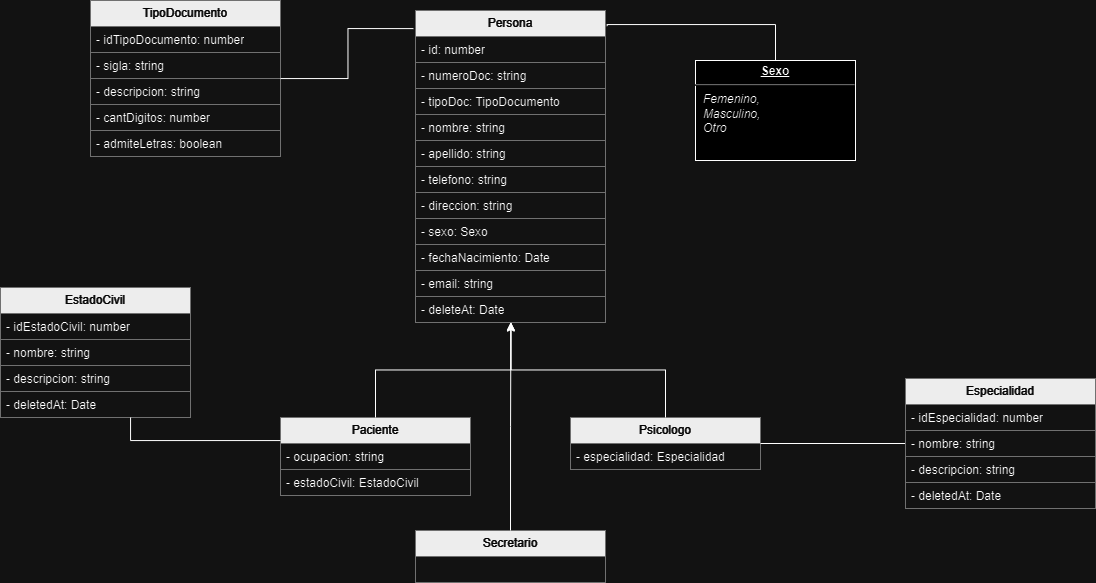 TipoDocumento
- idTipoDocumento: number
- sigla: string
- descripcion: string
- cantDigitos: number
- admiteLetras: boolean
Persona
- id: number
- numeroDoc: string
- tipoDoc: TipoDocumento
- nombre: string
- apellido: string
- telefono: string
- direccion: string
- sexo: Sexo
- fechaNacimiento: Date
- email: string
- deleteAt: Date
Sexo
Femenino,
Masculino,
Otro
EstadoCivil
- idEstadoCivil: number
- nombre: string
- descripcion: string
- deletedAt: Date
Paciente
- ocupacion: string
- estadoCivil: EstadoCivil
Psicologo
- especialidad: Especialidad
Especialidad
- idEspecialidad: number
- nombre: string
- descripcion: string
- deletedAt: Date
Secretario